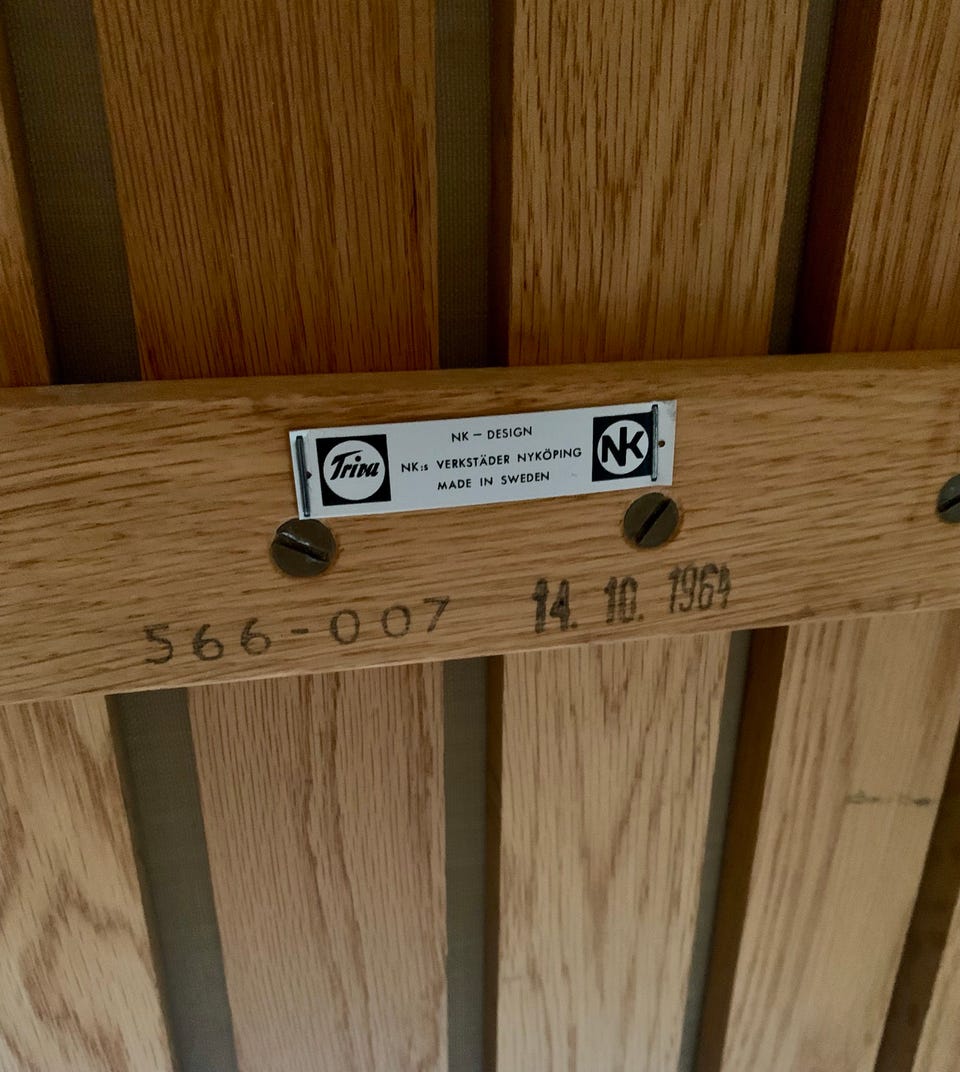 Triva
NK – DESIGN
NK:s VERKSTÄDER NYKÖPING
MADE IN SWEDEN
NK
566-007 14. 10. 1964